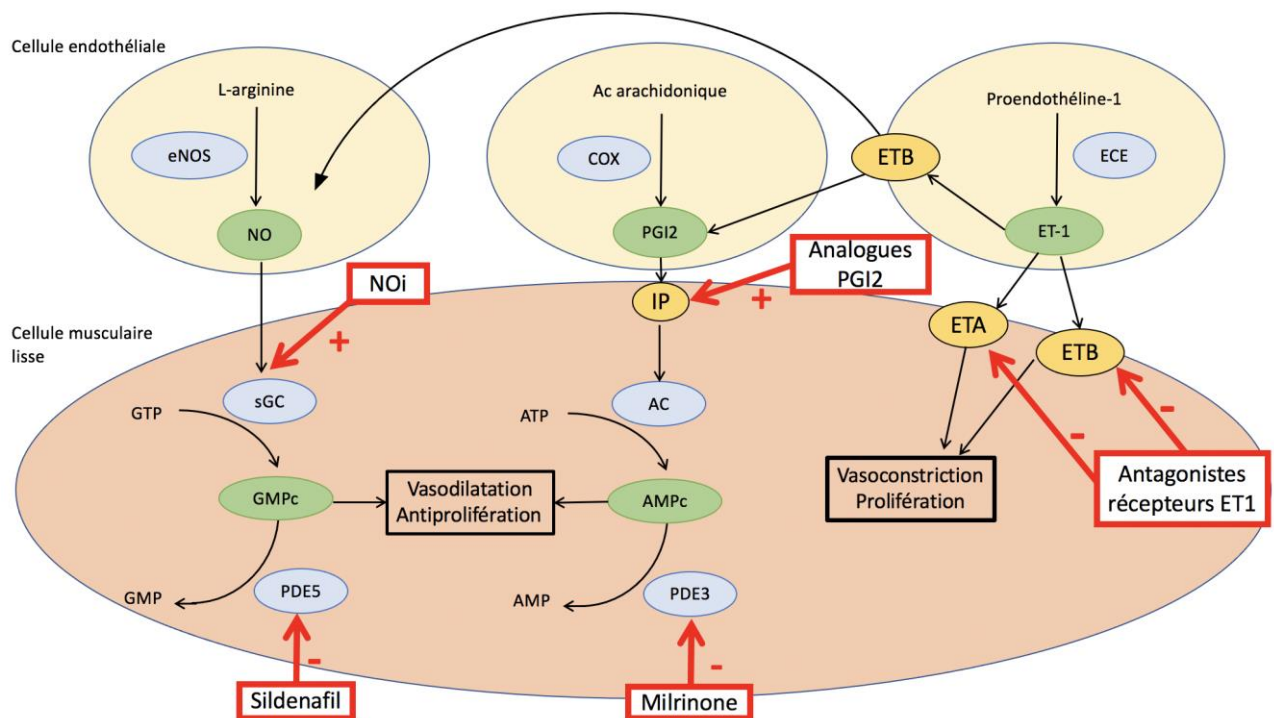 Cellule endothéliale
L-arginine
eNOS
NO
Ac arachidonique
COX
PGI2
Proendothéline-1
ETB
ECE
ET-1
NOi
+
Analogues
PGI2
+
IP
Cellule musculaire
lisse
ETA
ETB
sGC
GTP
AC
ATP
-
-
GMPc
Vasodilatation
Antiprolifération
AMPc
Vasoconstriction
Prolifération
Antagonistes
récepteurs ET1
GMP
PDE5
AMP
PDE3
-
-
Sildenafil
Milrinone